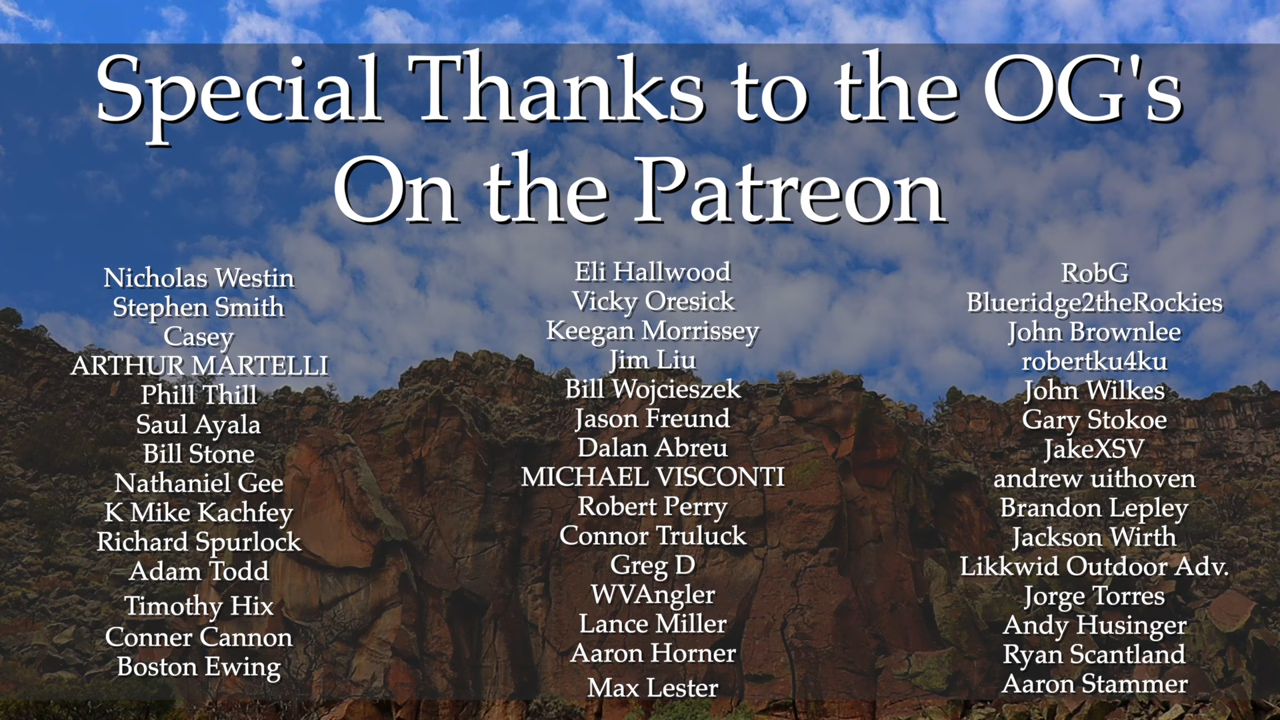 Special Thanks to the OG's
On the Patreon
Nicholas Westin
Stephen Smith
Casey
ARTHUR MARTELLI
Phill Thill
Saul Ayala
Bill Stone
Nathaniel Gee
K Mike Kachfey
Richard Spurlock
Adam Todd
Timothy Hix
Conner Cannon
Boston Ewing
Eli Hallwood
Vicky Oresick
Keegan Morrissey
Jim Liu
Bill Wojcieszek
Jason Freund
Dalan Abreu
MICHAEL VISCONTI
Robert Perry
Connor Truluck
Greg D
WVAngler
Lance Miller
Aaron Horner
Max Lester
RobG
Blueridge2theRockies
John Brownlee
robertku4ku
John Wilkes
Gary Stokoe
JakeXSV
andrew uithoven
Brandon Lepley
Jackson Wirth
Likkwid Outdoor Adv.
Jorge Torres
Andy Husinger
Ryan Scantland
Aaron Stammer